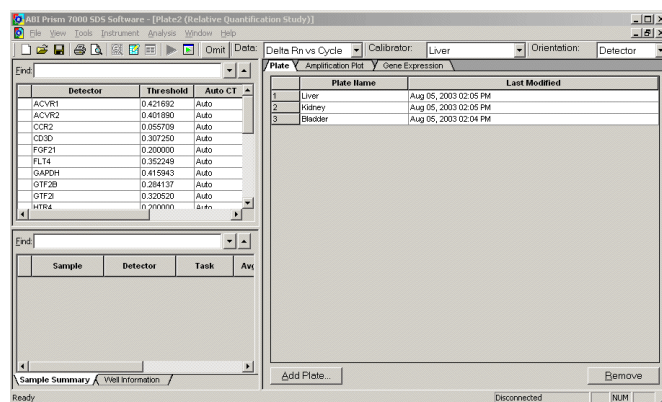 ABI Prism 7000 SDS Software - [Plate2 (Relative Quantification Study)]
File View Tools Instrument Analysis Window Help
Omit Data: Delta Rn vs Cycle Calibrator: Liver Orientation: Detector
Find:
Detector Threshold Auto CT
ACVR1 0.421692 Auto
ACVR2 0.401890 Auto
CCR2 0.055709 Auto
CD3D 0.307250 Auto
FGF21 0.200000 Auto
FLT4 0.352249 Auto
GAPDH 0.415943 Auto
GTF2B 0.284137 Auto
GTF2I 0.320520 Auto
HTR4 0.200000 Auto
Find:
Sample Detector Task Avg
Sample Summary Well Information
Plate Amplification Plot Gene Expression
Plate Name Last Modified
1 Liver Aug 05, 2003 02:05 PM
2 Kidney Aug 05, 2003 02:05 PM
3 Bladder Aug 05, 2003 02:04 PM
Add Plate... Remove
Ready Disconnected NUM